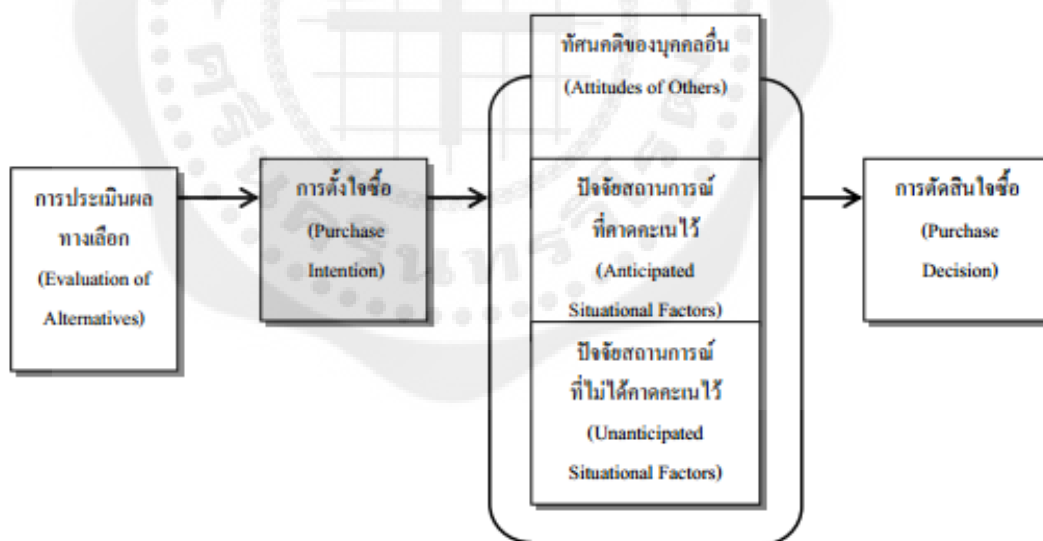 การประเมินผล
ทางเลือก
(Evaluation of
Alternatives)
การตั้งใจซื้อ
(Purchase
Intention)
ทัศนคติของบุคคลอื่น
(Attitudes of Others)
ปัจจัยสถานการณ์
ที่คาดคะเนไว้
(Anticipated
Situational Factors)
ปัจจัยสถานการณ์
ที่ไม่ได้คาดคะเนไว้
(Unanticipated
Situational Factors)
การตัดสินใจซื้อ
(Purchase
Decision)